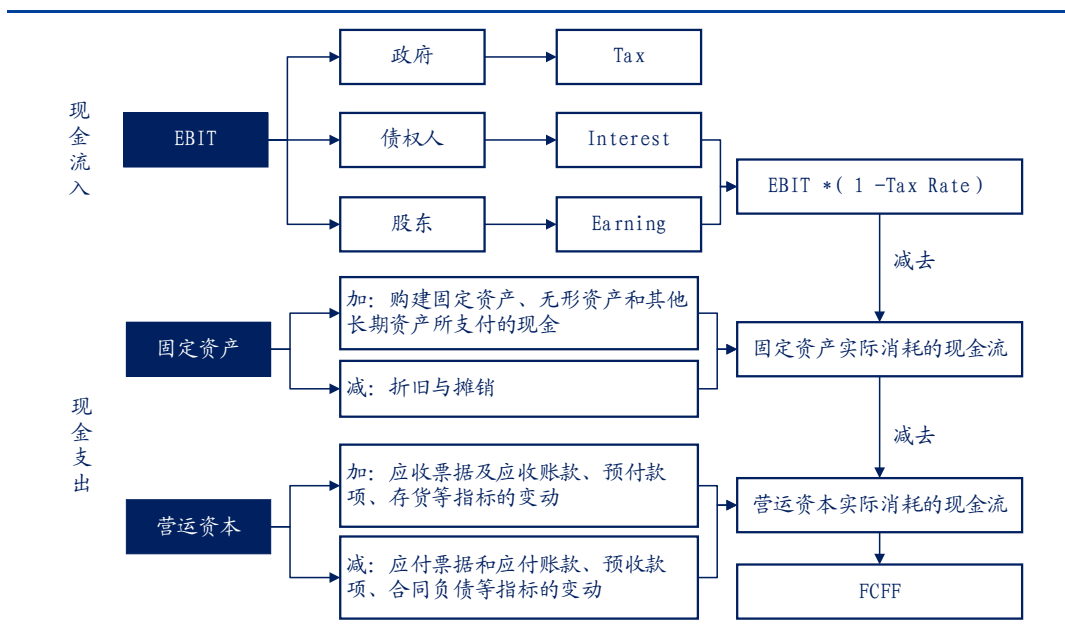 现金流入
EBIT
政府
Tax
债权人
Interest
股东
Earning
EBIT *( 1 -Tax Rate )
减去
现金支出
固定资产
加：购建固定资产、无形资产和其他
长期资产所支付的现金
减：折旧与摊销
固定资产实际消耗的现金流
减去
营运资本
加：应收票据及应收账款、预付款
项、存货等指标的变动
减：应付票据和应付账款、预收款
项、合同负债等指标的变动
营运资本实际消耗的现金流
FCFF